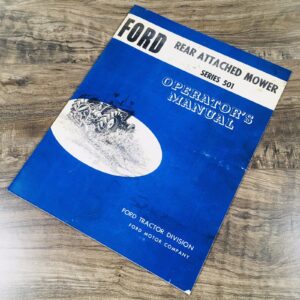 FORD
REAR ATTACHED MOWER
SERIES 501
OPERATOR'S
MANUAL
FORD TRACTOR DIVISION
FORD MOTOR COMPANY